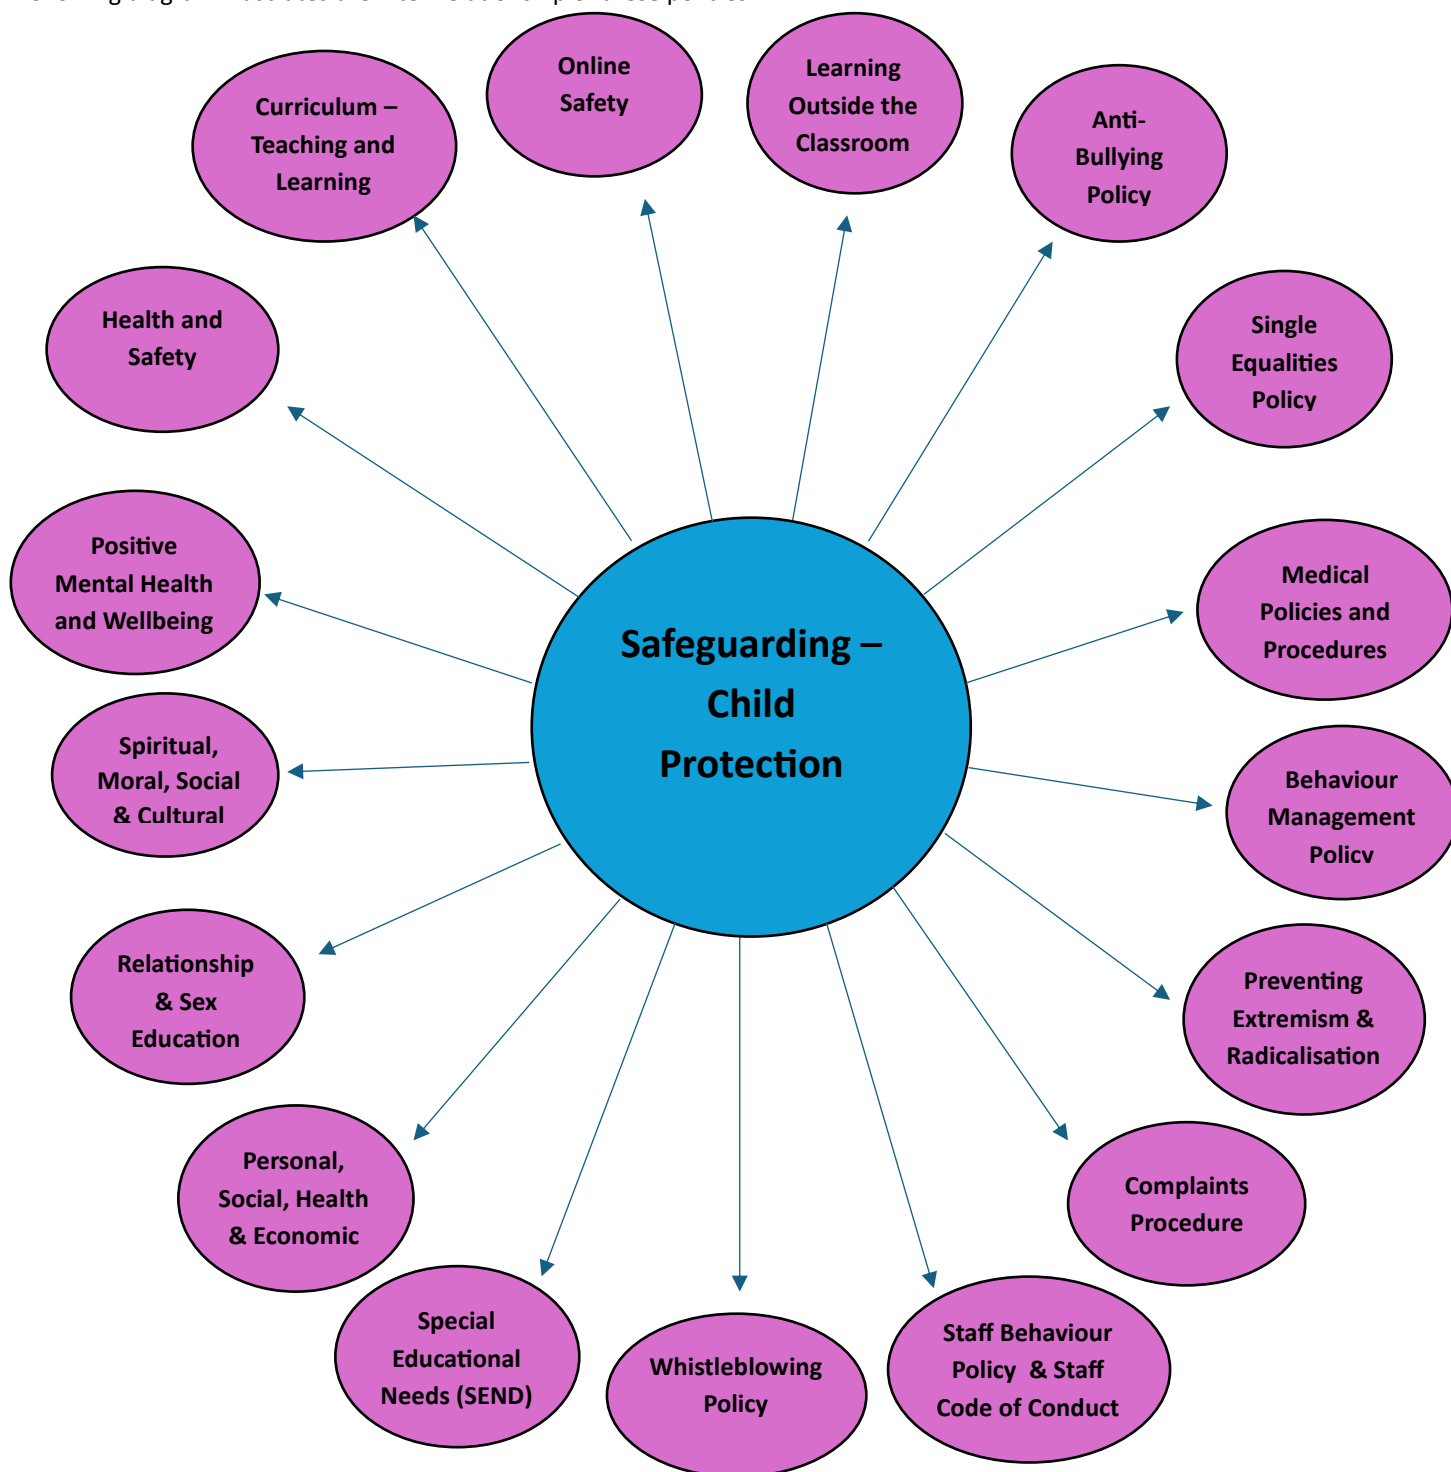 Online
Safety
Learning
Outside the
Classroom
Curriculum –
Teaching and
Learning
Anti-
Bullying
Policy
Health and
Safety
Single
Equalities
Policy
Positive
Mental Health
and Wellbeing
Medical
Policies and
Procedures
Safeguarding –
Child
Protection
Spiritual,
Moral, Social
& Cultural
Behaviour
Management
Policy
Relationship
& Sex
Education
Preventing
Extremism &
Radicalisation
Personal,
Social, Health
& Economic
Complaints
Procedure
Special
Educational
Needs (SEND)
Whistleblowing
Policy
Staff Behaviour
Policy & Staff
Code of Conduct